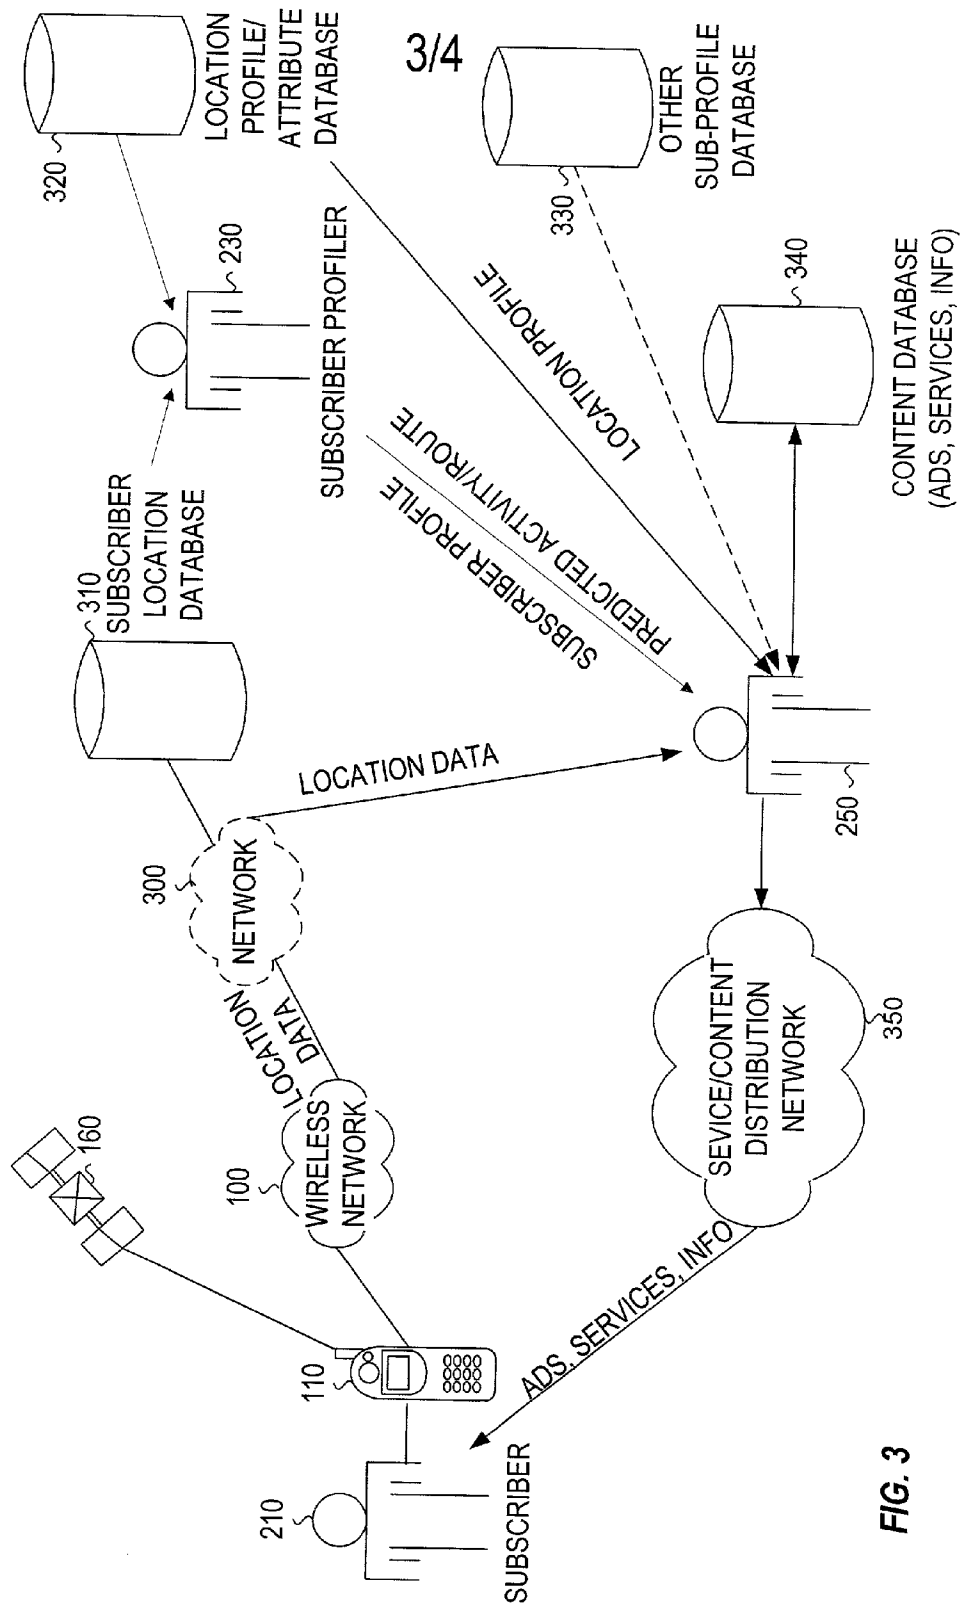 3/4
320
LOCATION
PROFILE/
ATTRIBUTE
DATABASE
330
OTHER
SUB-PROFILE
DATABASE
230
SUBSCRIBER PROFILER
310
SUBSCRIBER
LOCATION
DATABASE
340
CONTENT DATABASE
(ADS, SERVICES, INFO)
LOCATION PROFILE
PREDICTED ACTIVITY/ROUTE
SUBSCRIBER PROFILE
LOCATION DATA
250
300
NETWORK
LOCATION
DATA
160
100
WIRELESS
NETWORK
350
SEVICE/CONTENT
DISTRIBUTION
NETWORK
110
ADS, SERVICES, INFO
210
SUBSCRIBER
FIG. 3